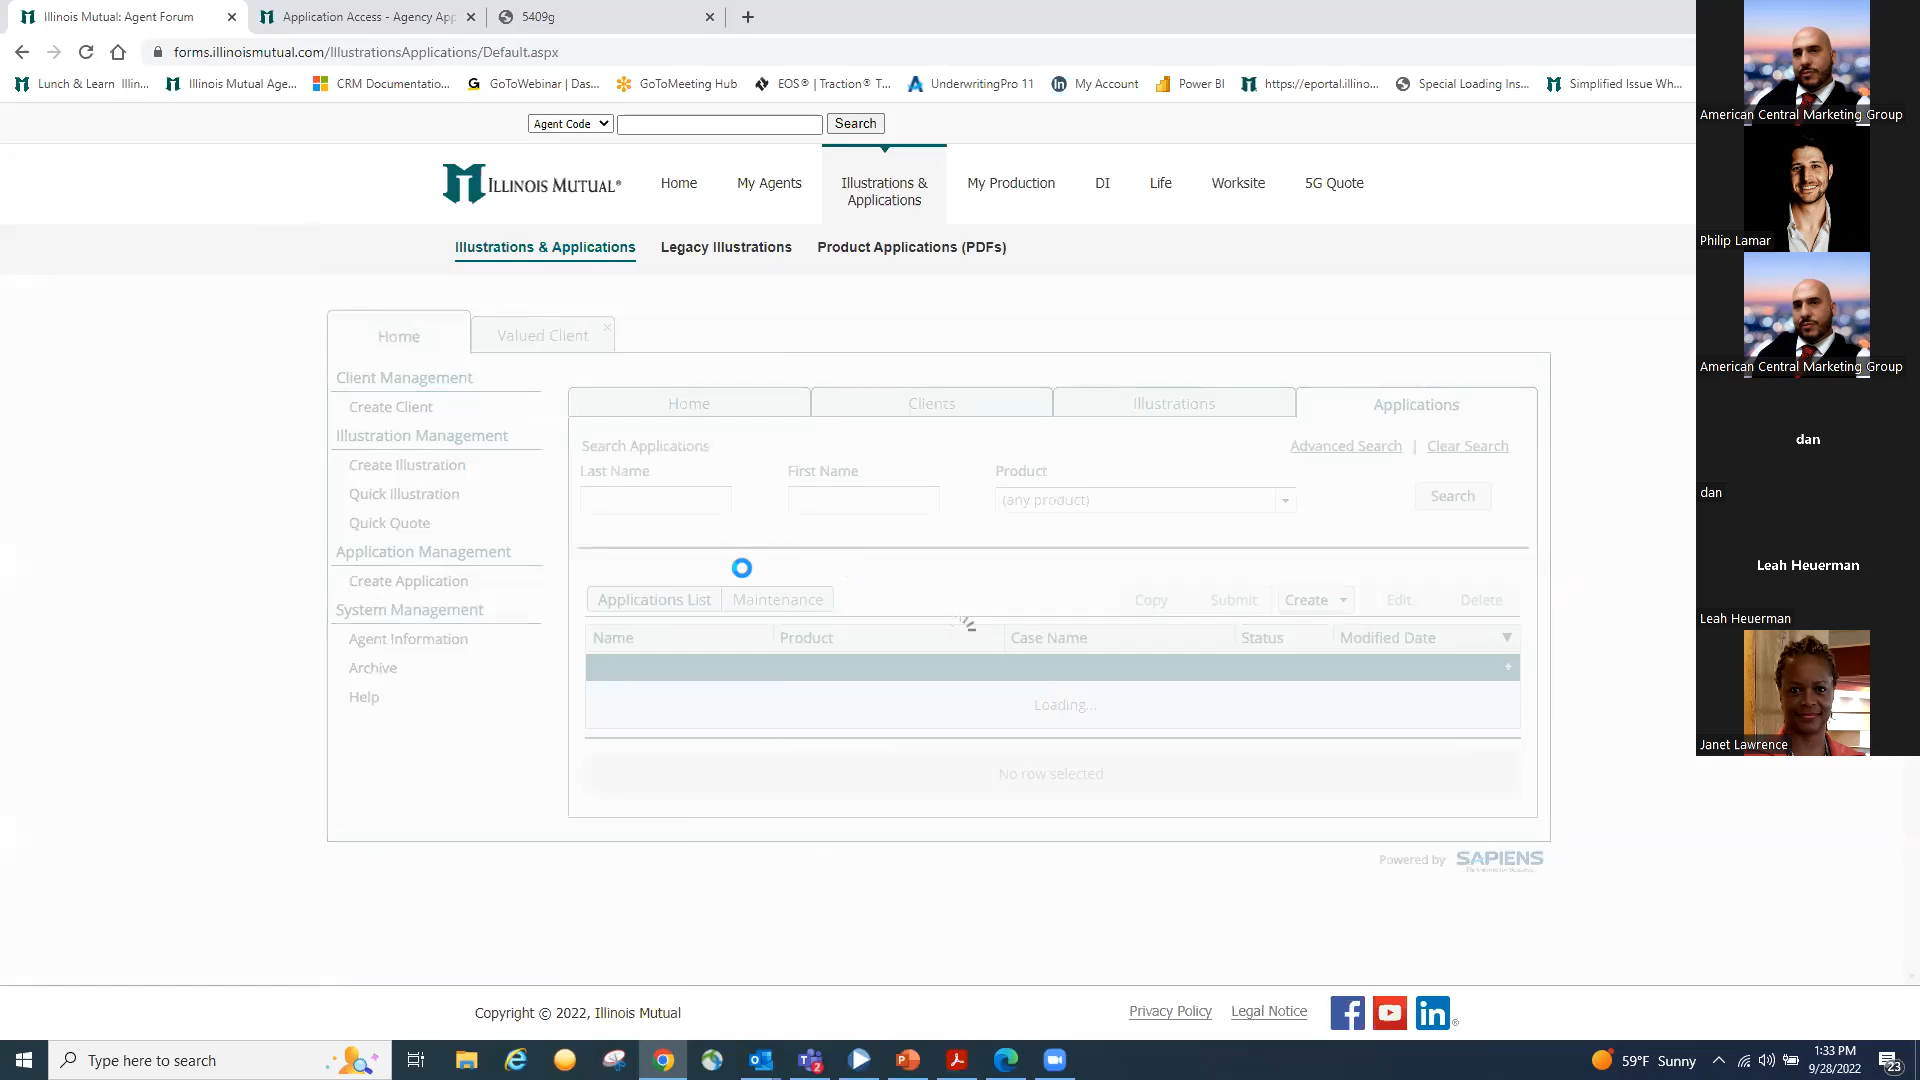 Illinois Mutual: Agent Forum
Application Access - Agency App
5409g
forms.illinoismutual.com/IllustrationsApplications/Default.aspx
Lunch & Learn Illin...
Illinois Mutual Age...
CRM Documentatio...
GoToWebinar | Das...
GoToMeeting Hub
EOS® | Traction® T...
UnderwritingPro 11
My Account
Power BI
https://eportal.illino...
Special Loading Ins...
Simplified Issue Wh...
Agent Code
Search
ILLINOIS MUTUAL®
Home
My Agents
Illustrations &
Applications
My Production
DI
Life
Worksite
5G Quote
Illustrations & Applications
Legacy Illustrations
Product Applications (PDFs)
Home
Valued Client
Client Management
Create Client
Illustration Management
Create Illustration
Quick Illustration
Quick Quote
Application Management
Create Application
System Management
Agent Information
Archive
Help
Home
Clients
Illustrations
Applications
Search Applications
Advanced Search | Clear Search
Last Name
First Name
Product
(any product)
Search
Applications List
Maintenance
Copy
Submit
Create
Edit
Delete
Name
Product
Case Name
Status
Modified Date
Loading...
No row selected
Powered by SAPIENS
Copyright © 2022, Illinois Mutual
Privacy Policy
Legal Notice
American Central Marketing Group
Philip Lamar
American Central Marketing Group
dan
dan
Leah Heuerman
Leah Heuerman
Janet Lawrence
Type here to search
2
59°F Sunny
1:33 PM
9/28/2022
23